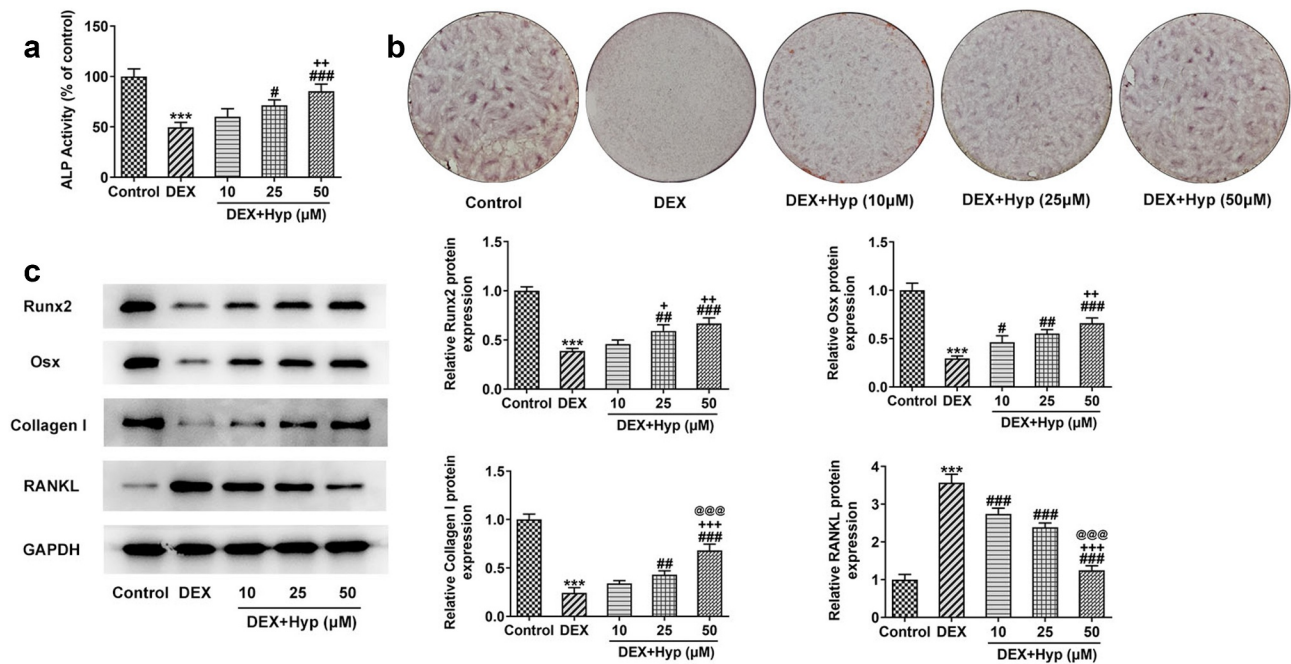 a
ALP Activity (% of control)
150
100
50
0
***
#
++
###
Control DEX 10 25 50
DEX+Hyp (µM)
b
Control
DEX
DEX+Hyp (10µM)
DEX+Hyp (25µM)
DEX+Hyp (50µM)
c
Runx2
Osx
Collagen I
RANKL
GAPDH
Control DEX 10 25 50
DEX+Hyp (µM)
Relative Runx2 protein
expression
1.5
1.0
0.5
0.0
***
+
##
++
###
Control DEX 10 25 50
DEX+Hyp (µM)
Relative Osx protein
expression
1.5
1.0
0.5
0.0
***
#
##
++
###
Control DEX 10 25 50
DEX+Hyp (µM)
Relative Collagen I protein
expression
1.5
1.0
0.5
0.0
***
##
@@@
+++
###
Control DEX 10 25 50
DEX+Hyp (µM)
Relative RANKL protein
expression
4
3
2
1
0
***
###
###
@@@
+++
###
Control DEX 10 25 50
DEX+Hyp (µM)